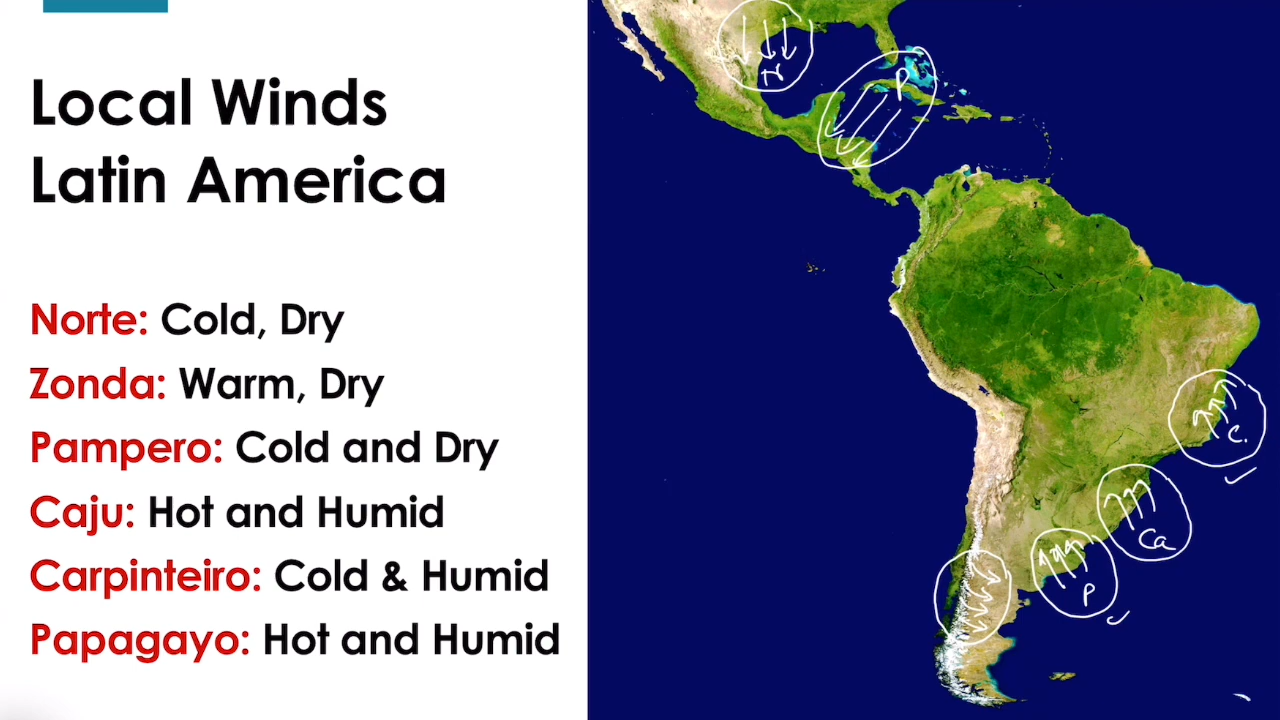 Local Winds
Latin America
Norte: Cold, Dry
Zonda: Warm, Dry
Pampero: Cold and Dry
Caju: Hot and Humid
Carpinteiro: Cold & Humid
Papagayo: Hot and Humid
N
P
C.
Ca
P